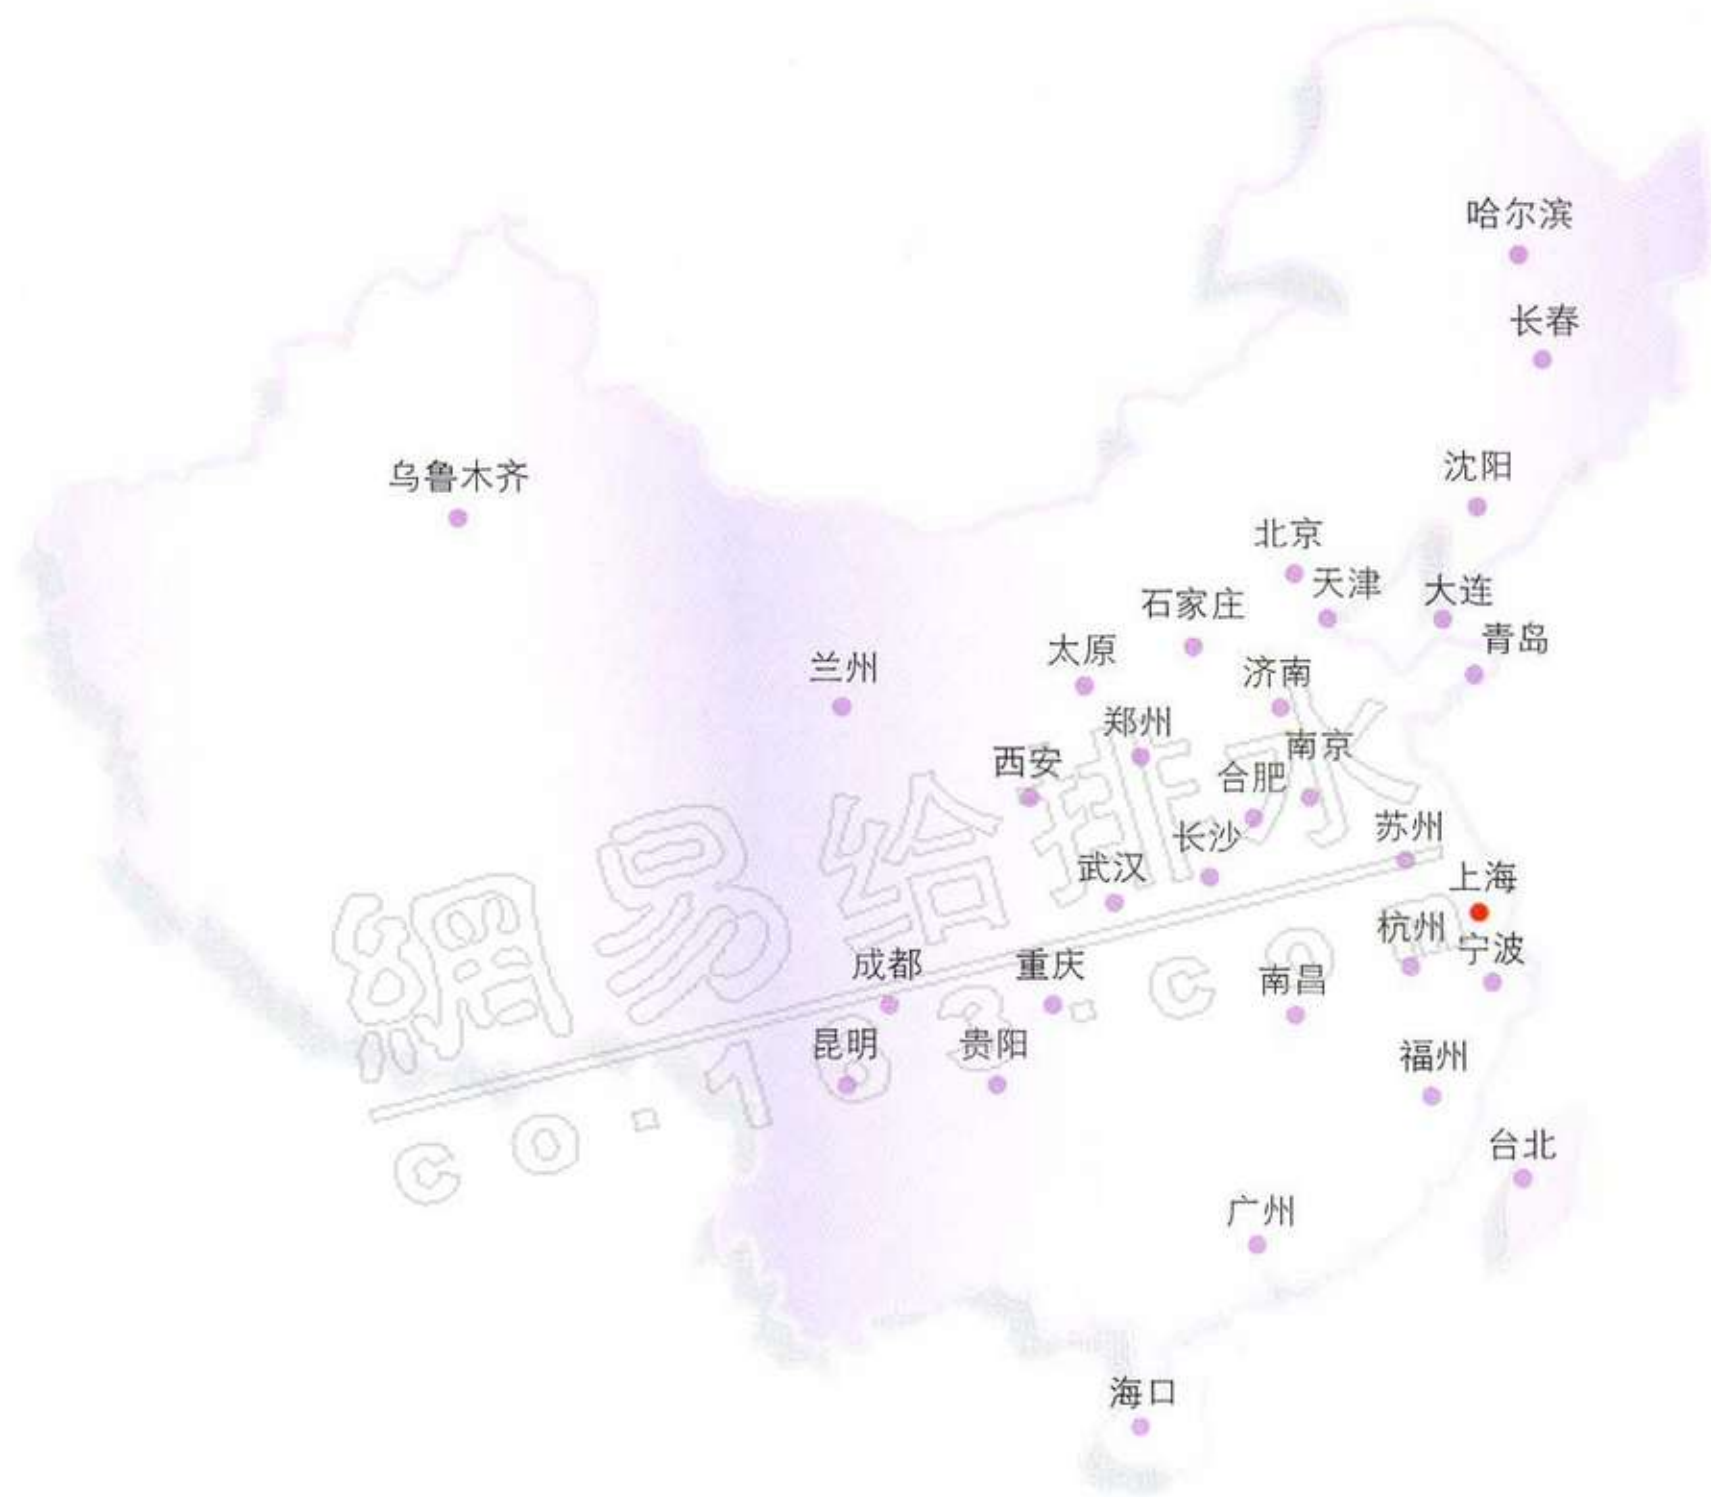 哈尔滨
长春
沈阳
乌鲁木齐
北京
天津
大连
石家庄
青岛
太原
兰州
济南
郑州
南京
西安
合肥
苏州
长沙
武汉
上海
杭州
宁波
成都
重庆
南昌
昆明
贵阳
福州
台北
广州
海口
網易给排水
co.163.com